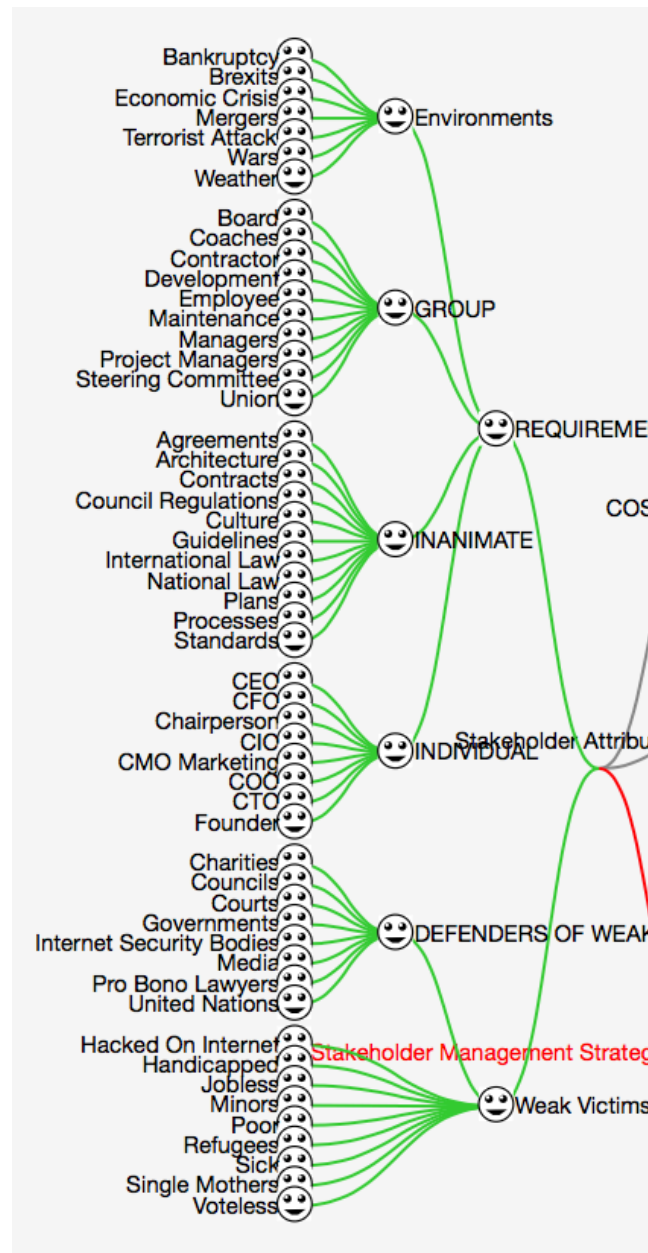 Bankruptcy
Brexits
Economic Crisis
Mergers
Terrorist Attack
Wars
Weather
Environments
Board
Coaches
Contractor
Development
Employee
Maintenance
Managers
Project Managers
Steering Committee
Union
GROUP
REQUIREME
Agreements
Architecture
Contracts
Council Regulations
Culture
Guidelines
International Law
National Law
Plans
Processes
Standards
INANIMATE
COS
CEO
CFO
Chairperson
CIO
CMO Marketing
COO
CTO
Founder
INDIVIDUAL
Stakeholder Attribu
Charities
Councils
Courts
Governments
Internet Security Bodies
Media
Pro Bono Lawyers
United Nations
DEFENDERS OF WEAK
Stakeholder Management Strateg
Hacked On Internet
Handicapped
Jobless
Minors
Poor
Refugees
Sick
Single Mothers
Voteless
Weak Victims